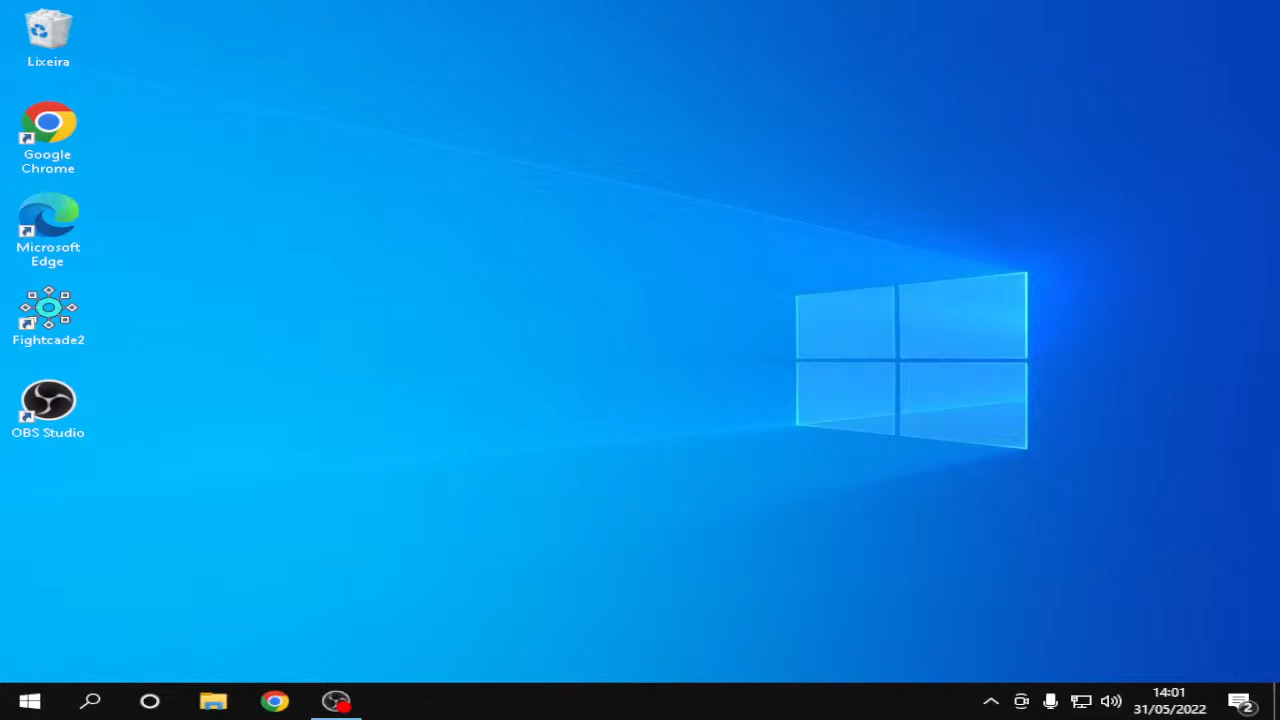 Lixeira
Google
Chrome
Microsoft
Edge
Fightcade2
OBS Studio
14:01
31/05/2022
2